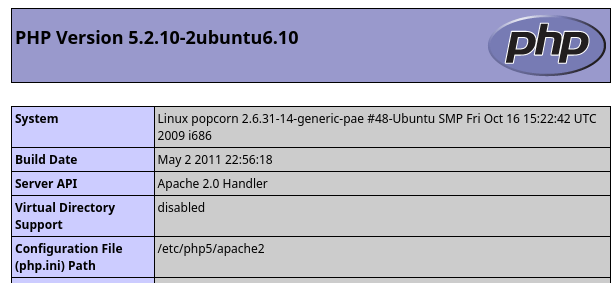 PHP Version 5.2.10-2ubuntu6.10
php
System
Linux popcorn 2.6.31-14-generic-pae #48-Ubuntu SMP Fri Oct 16 15:22:42 UTC
2009 i686
Build Date
May 2 2011 22:56:18
Server API
Apache 2.0 Handler
Virtual Directory
Support
disabled
Configuration File
(php.ini) Path
/etc/php5/apache2